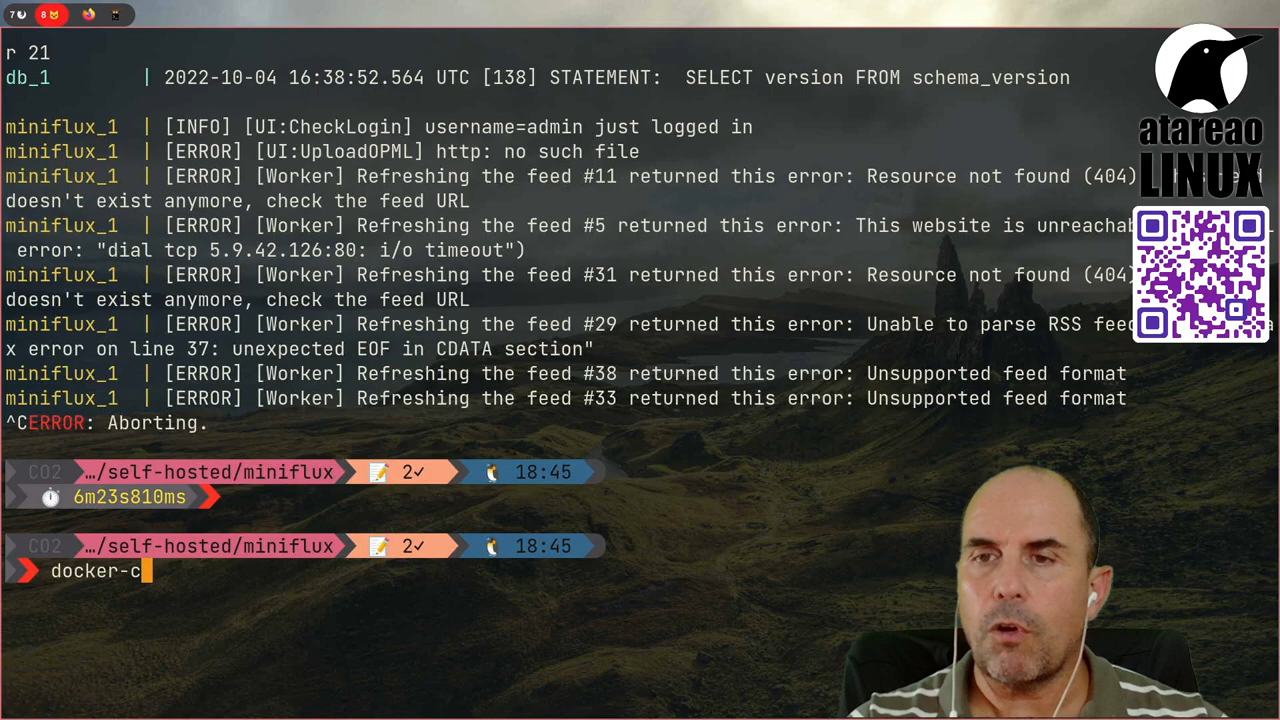 7
8
r 21
db_1 | 2022-10-04 16:38:52.564 UTC [138] STATEMENT: SELECT version FROM schema_version
miniflux_1 | [INFO] [UI:CheckLogin] username=admin just logged in
miniflux_1 | [ERROR] [UI:UploadOPML] http: no such file
miniflux_1 | [ERROR] [Worker] Refreshing the feed #11 returned this error: Resource not found (404)
doesn't exist anymore, check the feed URL
miniflux_1 | [ERROR] [Worker] Refreshing the feed #5 returned this error: This website is
error: "dial tcp 5.9.42.126:80: i/o timeout")
miniflux_1 | [ERROR] [Worker] Refreshing the feed #31 returned this error: Resource not found (404)
doesn't exist anymore, check the feed URL
miniflux_1 | [ERROR] [Worker] Refreshing the feed #29 returned this error: Unable to parse RSS
x error on line 37: unexpected EOF in CDATA section"
miniflux_1 | [ERROR] [Worker] Refreshing the feed #38 returned this error: Unsupported feed format
miniflux_1 | [ERROR] [Worker] Refreshing the feed #33 returned this error: Unsupported feed format
^CERROR: Aborting.
CO2 …/self-hosted/miniflux 2✓ 18:45
6m23s810ms
CO2 …/self-hosted/miniflux 2✓ 18:45
docker-c
atareao
LINUX